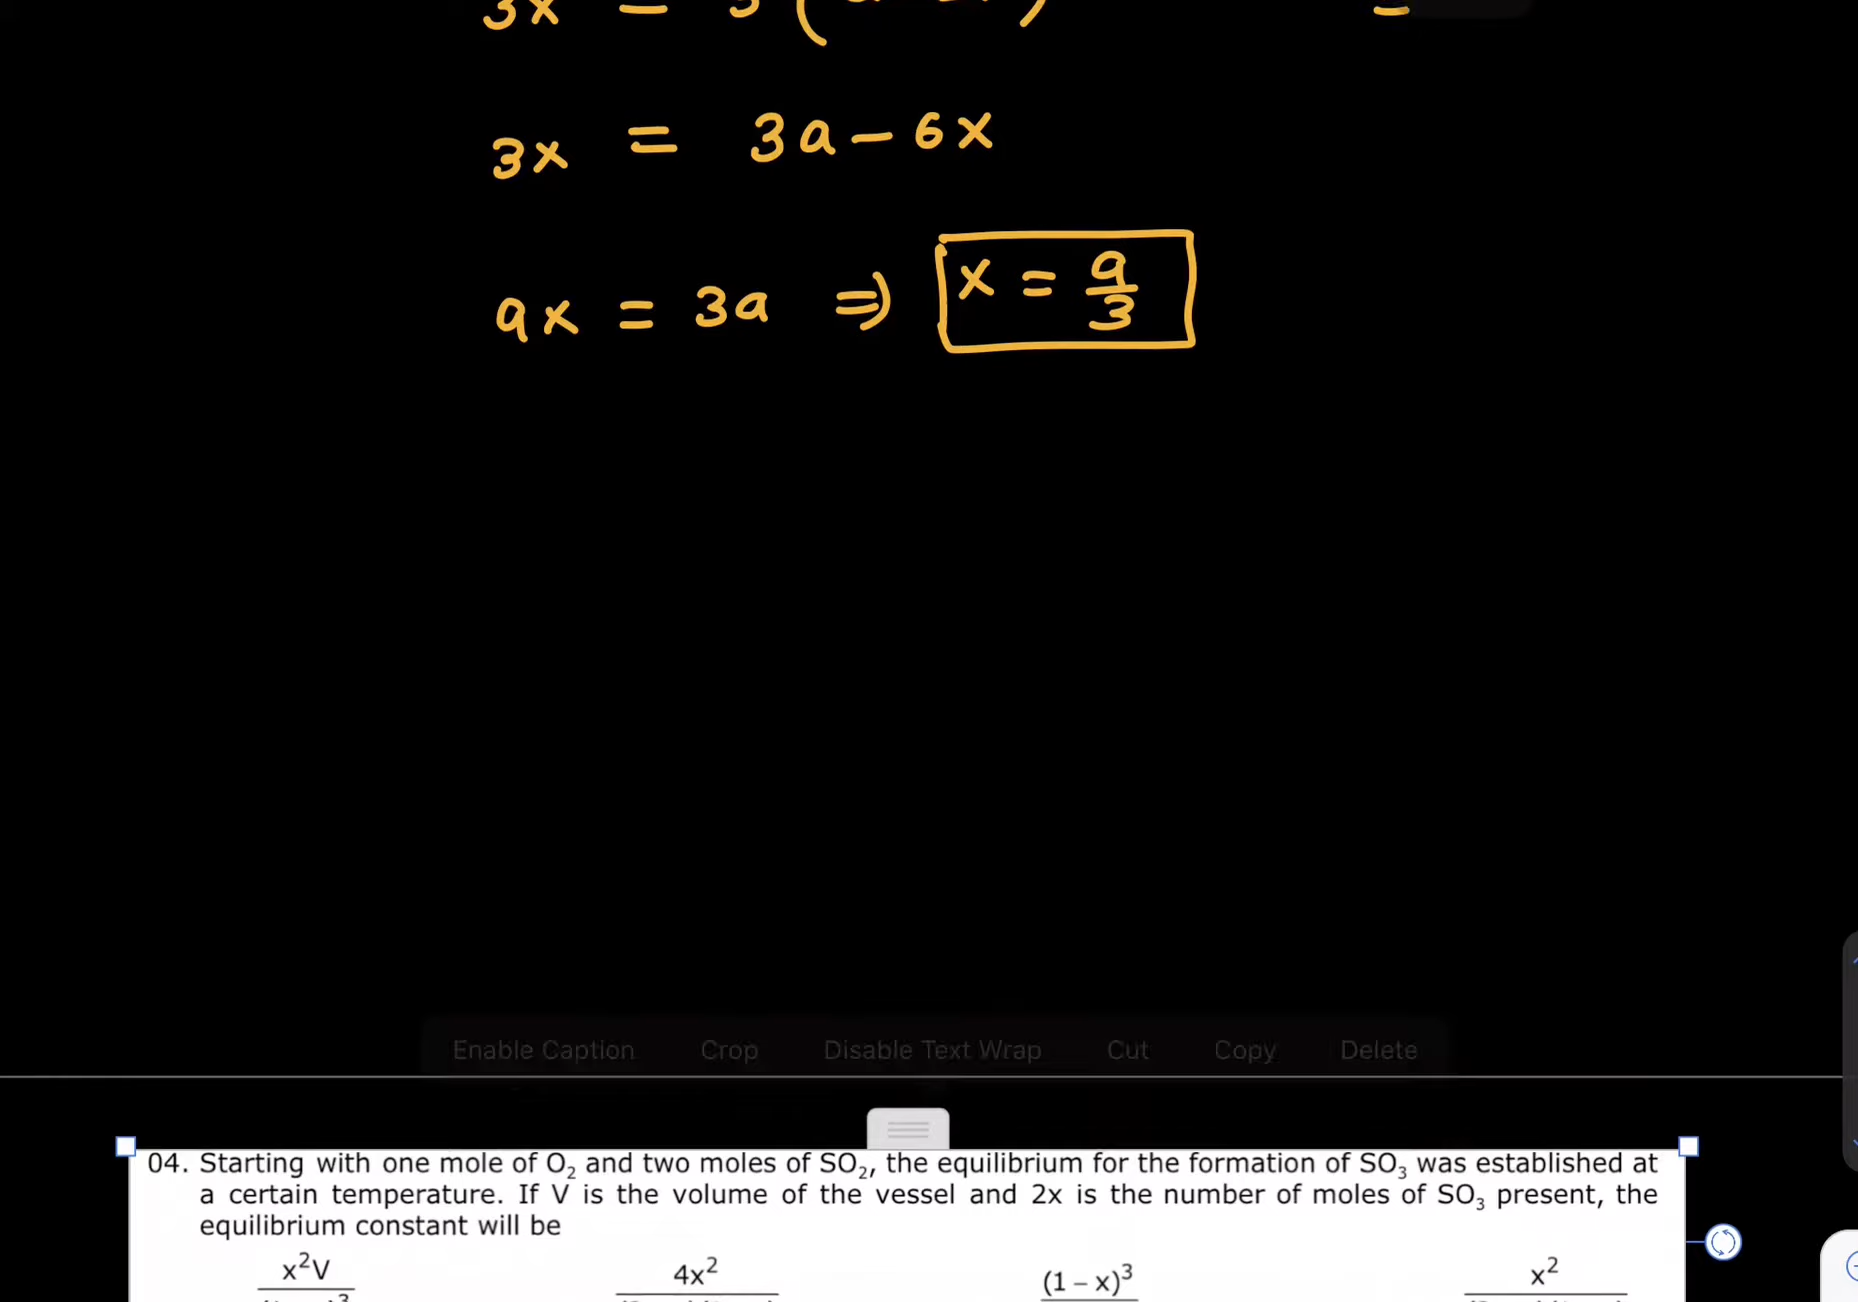 3x =
3x = 3a - 6x
9x = 3a ⇒ x = a/3
Enable Caption Crop Disable Text Wrap Cut Copy Delete
04. Starting with one mole of O₂ and two moles of SO₂, the equilibrium for the formation of SO₃ was established at
a certain temperature. If V is the volume of the vessel and 2x is the number of moles of SO₃ present, the
equilibrium constant will be
x²V 4x² (1 – x)³ x²